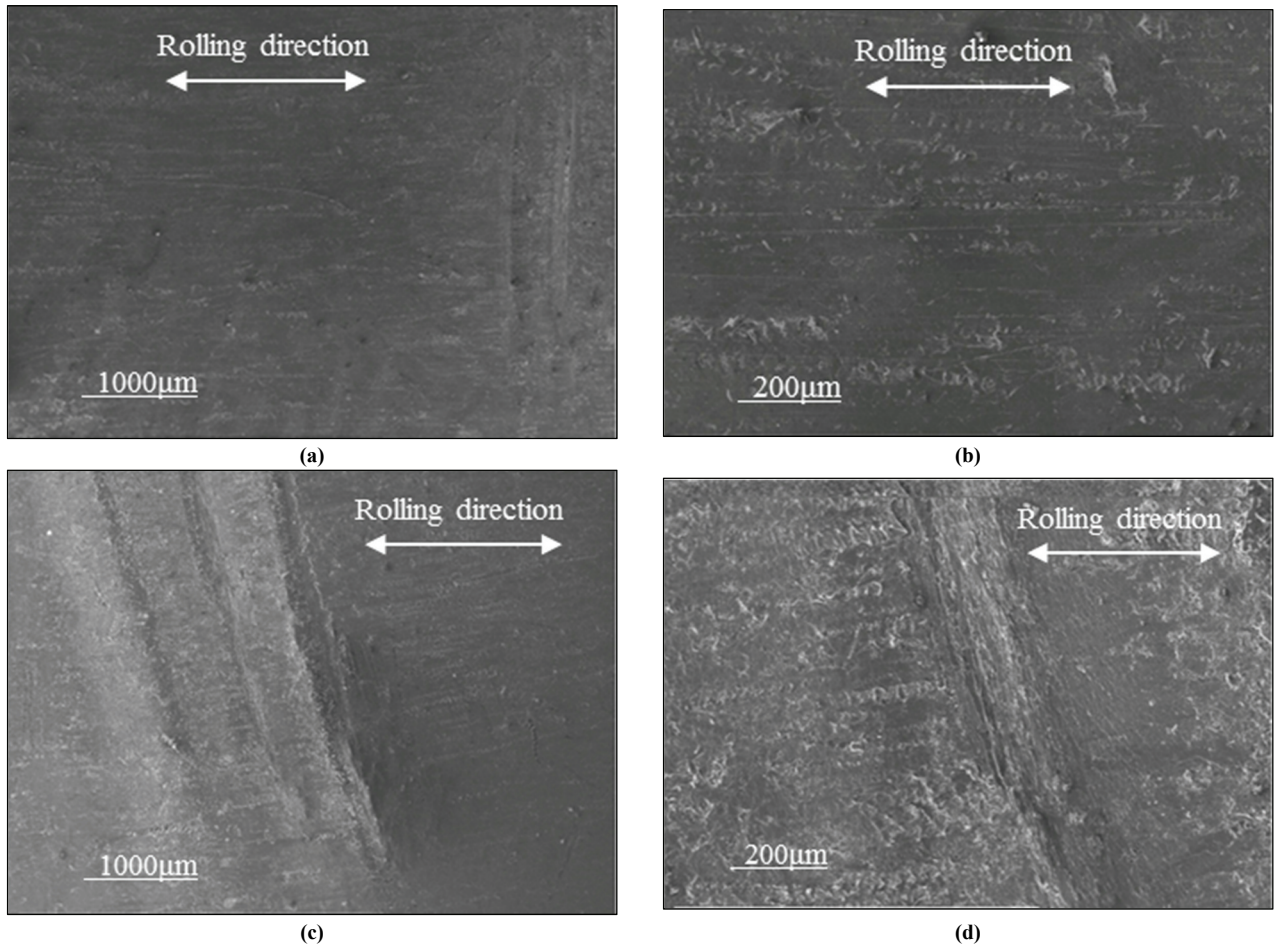 Rolling direction
1000μm
(a)
Rolling direction
200μm
(b)
Rolling direction
1000μm
(c)
Rolling direction
200μm
(d)